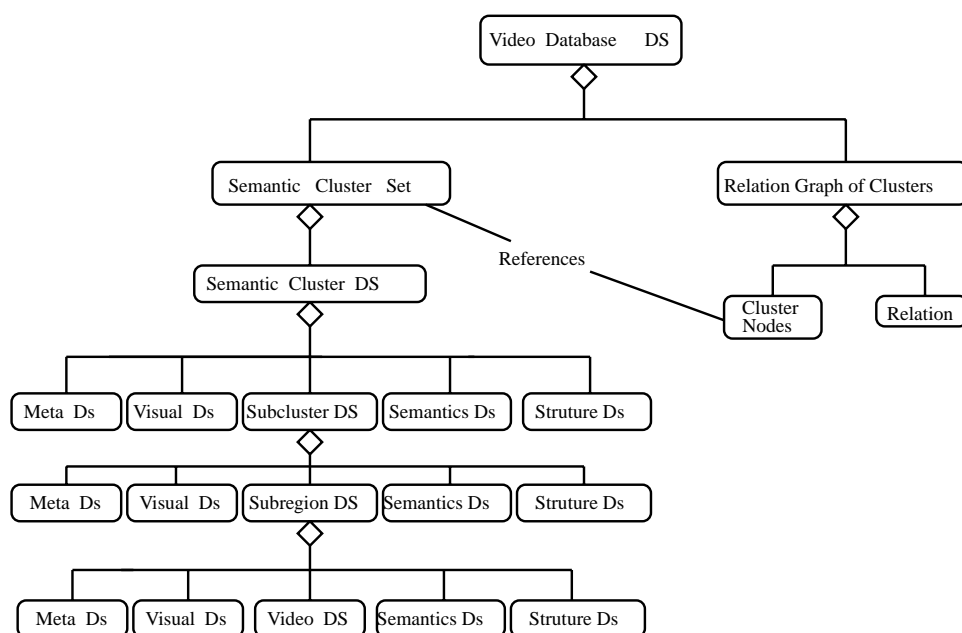 Video Database DS
Semantic Cluster Set
Relation Graph of Clusters
References
Semantic Cluster DS
Cluster
Nodes
Relation
Meta Ds
Visual Ds
Subcluster DS
Semantics Ds
Struture Ds
Meta Ds
Visual Ds
Subregion DS
Semantics Ds
Struture Ds
Meta Ds
Visual Ds
Video DS
Semantics Ds
Struture Ds